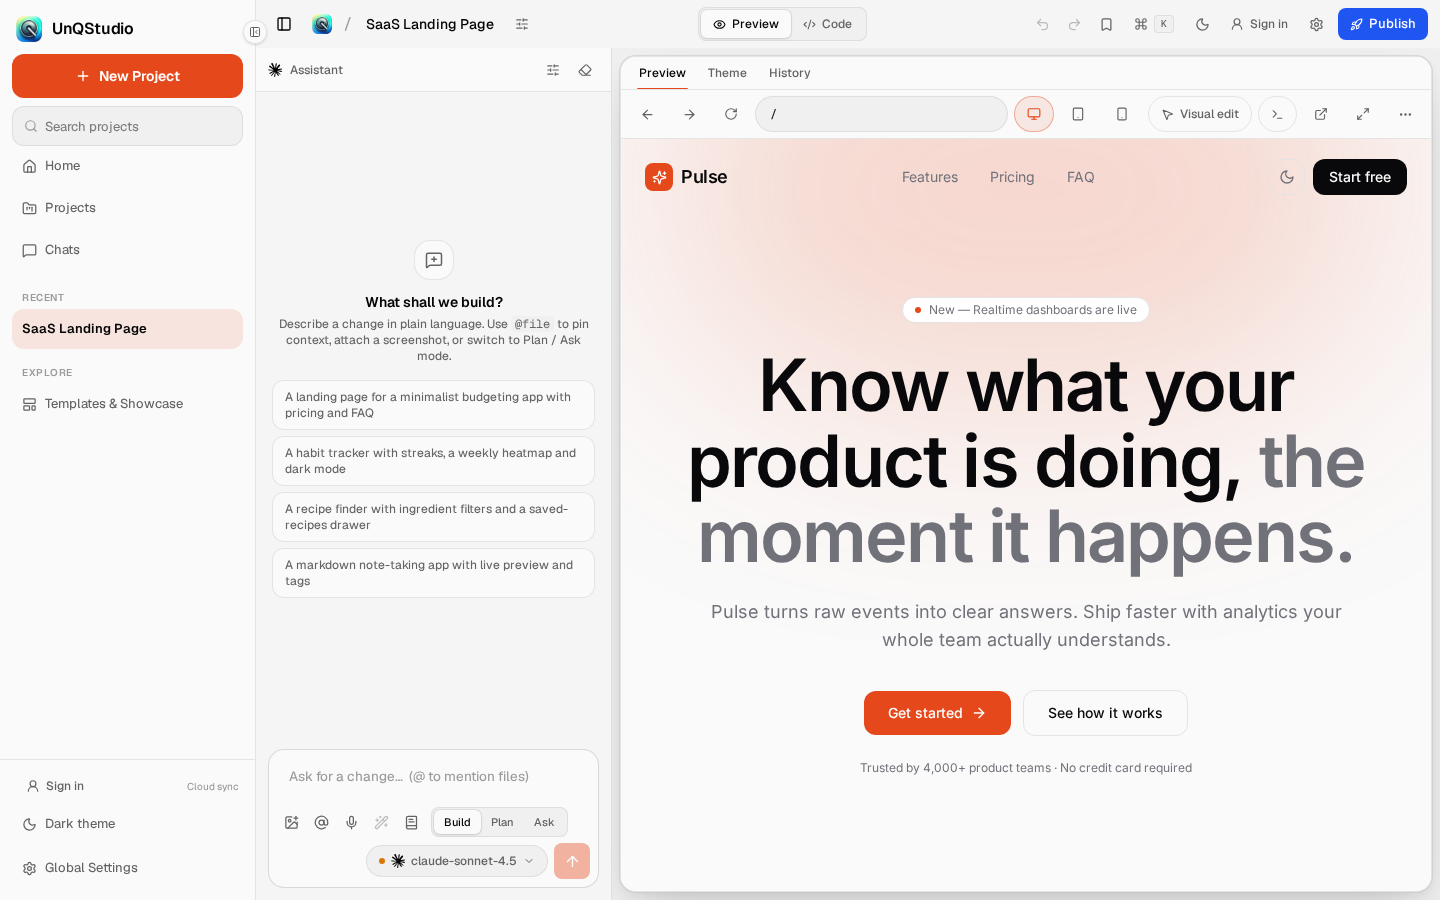 UnQStudio
New Project
Search projects
Home
Projects
Chats
RECENT
SaaS Landing Page
EXPLORE
Templates & Showcase
Sign in
Cloud sync
Dark theme
Global Settings
/ SaaS Landing Page
Preview
Code
⌘ K
Sign in
Publish
Assistant
What shall we build?
Describe a change in plain language. Use @file to pin
context, attach a screenshot, or switch to Plan / Ask
mode.
A landing page for a minimalist budgeting app with
pricing and FAQ
A habit tracker with streaks, a weekly heatmap and
dark mode
A recipe finder with ingredient filters and a saved-
recipes drawer
A markdown note-taking app with live preview and
tags
Ask for a change… (@ to mention files)
Build Plan Ask
claude-sonnet-4.5
Preview Theme History
/
Visual edit
Pulse
Features Pricing FAQ
Start free
New — Realtime dashboards are live
Know what your
product is doing, the
moment it happens.
Pulse turns raw events into clear answers. Ship faster with analytics your
whole team actually understands.
Get started
See how it works
Trusted by 4,000+ product teams · No credit card required